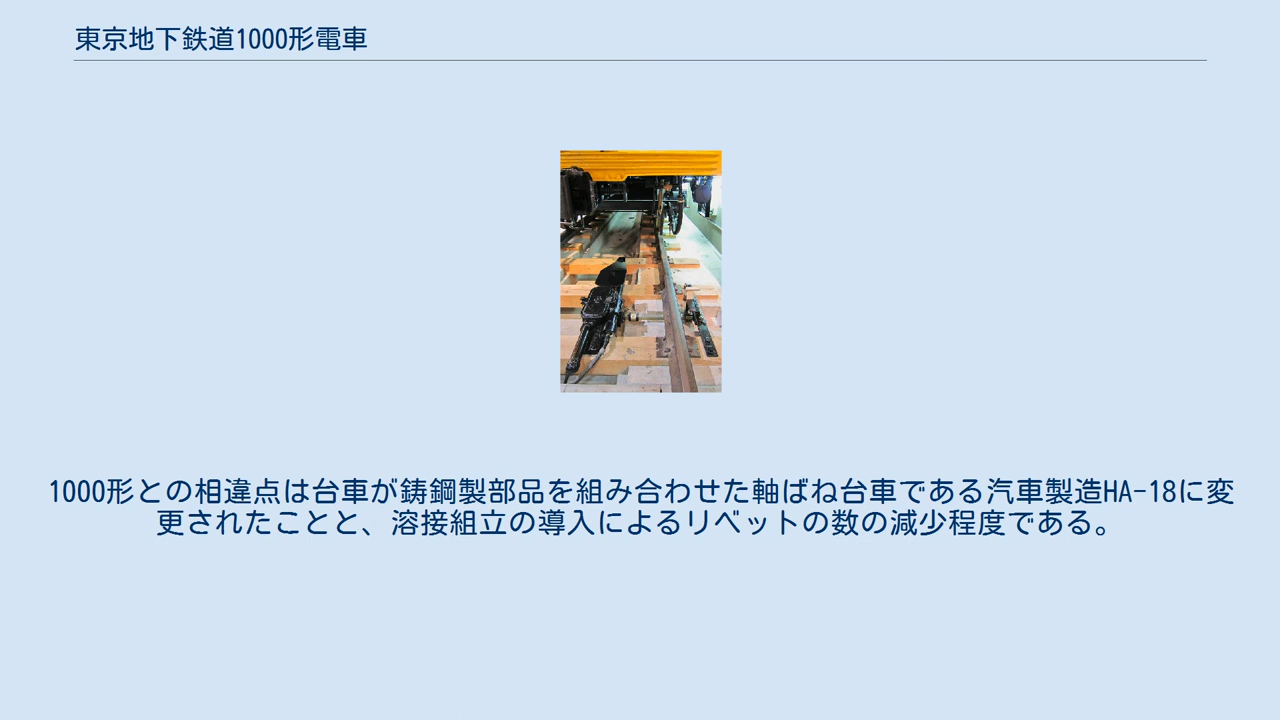 東京地下鉄道1000形電車
1000形との相違点は台車が鋳鋼製部品を組み合わせた軸ばね台車である汽車製造HA-18に変
更されたことと、溶接組立の導入によるリベットの数の減少程度である。